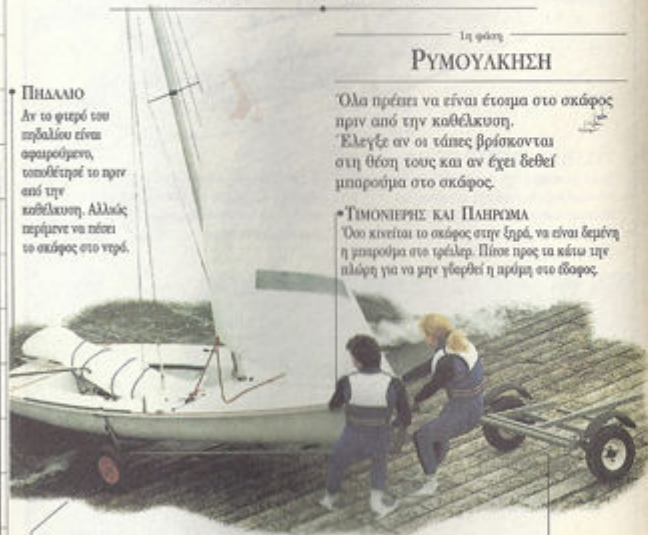 1η φάση
ΡΥΜΟΥΛΚΗΣΗ
Όλα πρέπει να είναι έτοιμα στο σκάφος
πριν από την καθέλκυση.
Έλεγξε αν οι τάπες βρίσκονται
στη θέση τους και αν έχει δεθεί
μπαρούμα στο σκάφος.
ΠΗΔΑΛΙΟ
Αν το φτερό του
πηδαλίου είναι
αφαιρούμενο,
τοποθέτησέ το πριν
από την
καθέλκυση. Αλλιώς
περίμενε να πέσει
το σκάφος στο νερό.
ΤΙΜΟΝΙΕΡΗΣ ΚΑΙ ΠΛΗΡΩΜΑ
Όσο κινείται το σκάφος στην ξηρά, να είναι δεμένη
η μπαρούμα στο τρέιλερ. Πίεσε προς τα κάτω την
πλώρη για να μην γδαρθεί η πρύμη στο έδαφος.